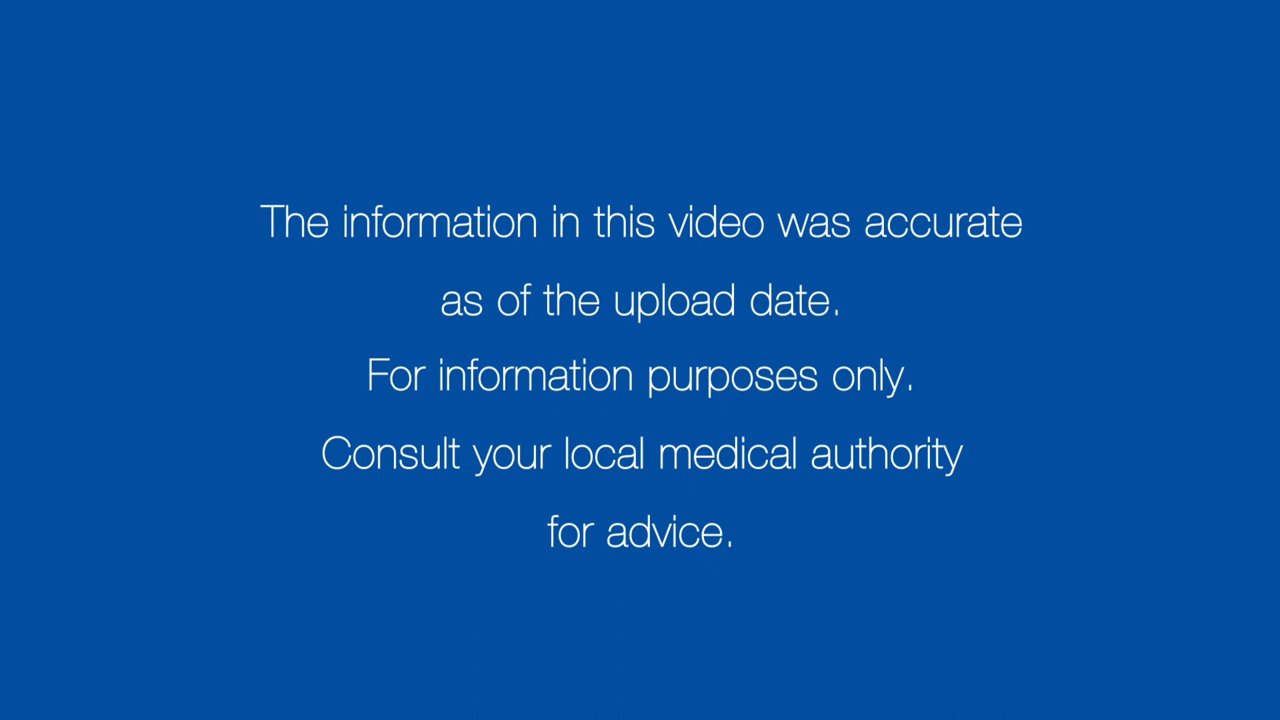 The information in this video was accurate
as of the upload date.
For information purposes only.
Consult your local medical authority
for advice.